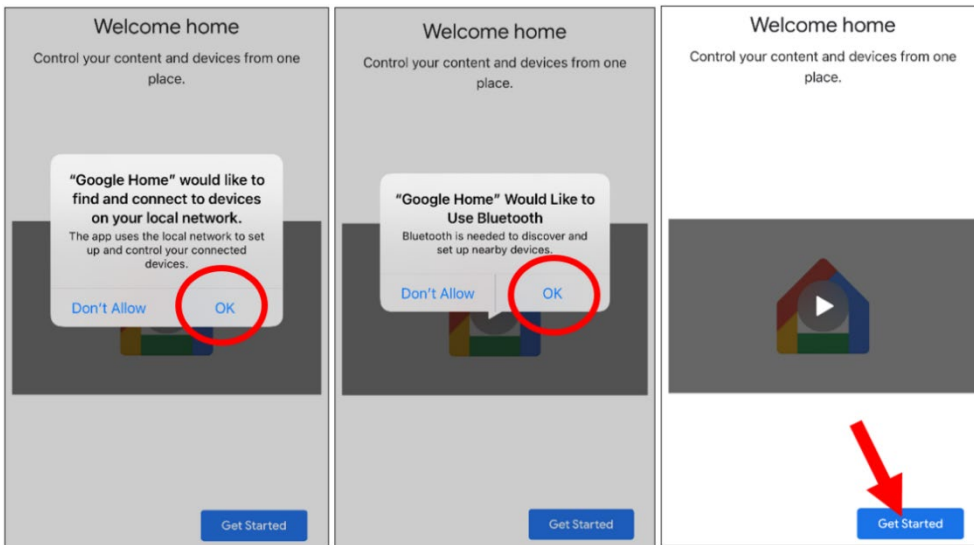 Welcome home
Control your content and devices from one
place.
“Google Home” would like to
find and connect to devices
on your local network.
The app uses the local network to set
up and control your connected
devices.
Don’t Allow
OK
Get Started
Welcome home
Control your content and devices from one
place.
“Google Home” Would Like to
Use Bluetooth
Bluetooth is needed to discover and
set up nearby devices.
Don’t Allow
OK
Get Started
Welcome home
Control your content and devices from one
place.
Get Started